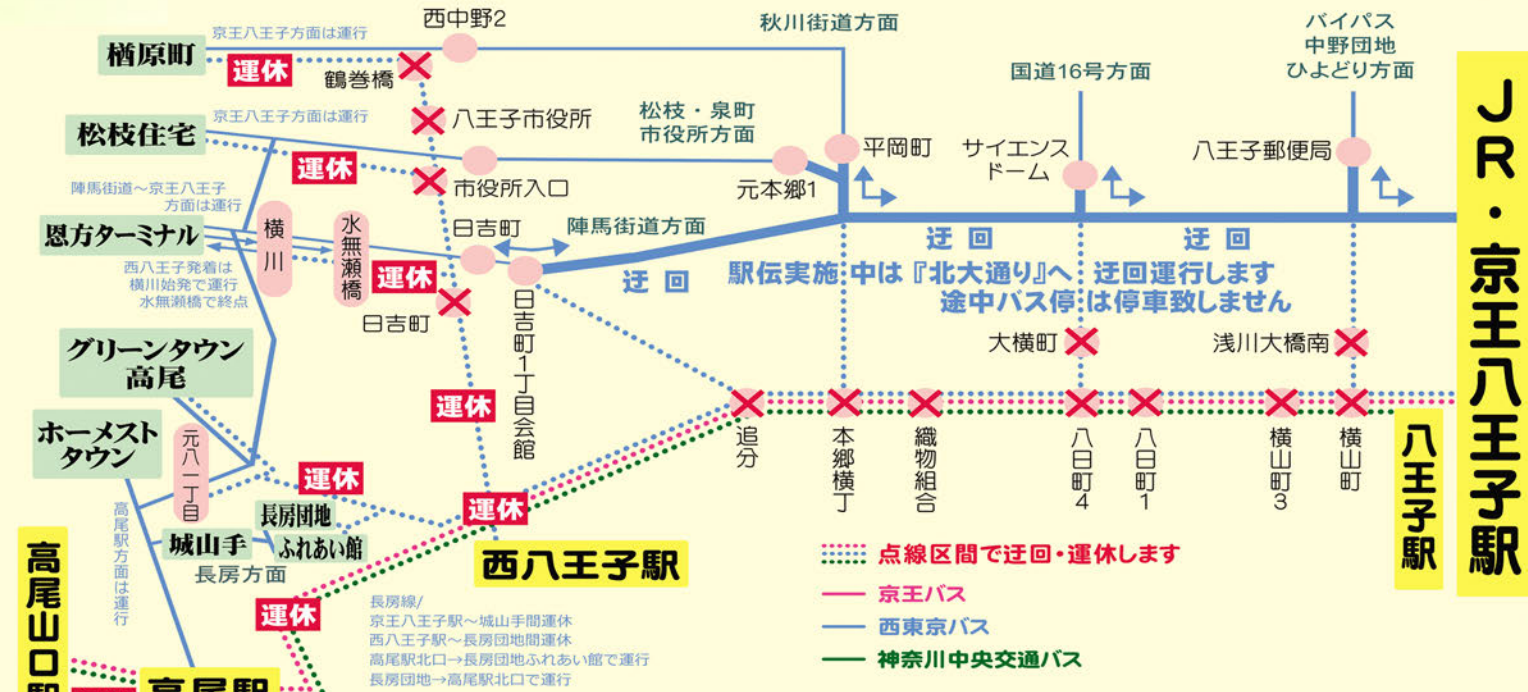 西中野2
秋川街道方面
バイパス
中野団地
ひよどり方面
京王八王子方面は運行
楢原町
運休
鶴巻橋
国道16号方面
JR・京王八王子駅
京王八王子方面は運行
八王子市役所
松枝・泉町
市役所方面
松枝住宅
運休
市役所入口
元本郷1
平岡町
サイエンス
ドーム
八王子郵便局
陣馬街道~京王八王子
方面は運行
恩方ターミナル
横川
水無瀬橋
日吉町
陣馬街道方面
西八王子発着は
横川始発で運行
水無瀬橋で終点
運休
日吉町
日吉町1丁目会館
迂回
迂回
迂回
駅伝実施中は『北大通り』へ 迂回運行します
途中バス停は停車致しません
大横町
浅川大橋南
グリーンタウン
高尾
運休
ホーメスト
タウン
元八一丁目
追分
本郷横丁
織物組合
八日町4
八日町1
横山町3
横山町
八王子駅
運休
長房団地
運休
城山手
ふれあい館
長房方面
高尾駅方面は運行
西八王子駅
点線区間で迂回・運休します
京王バス
西東京バス
神奈川中央交通バス
運休
長房線/
京王八王子駅~城山手間運休
西八王子駅~長房団地間運休
高尾駅北口→長房団地ふれあい館で運行
長房団地→高尾駅北口で運行
高尾山口駅
高尾駅